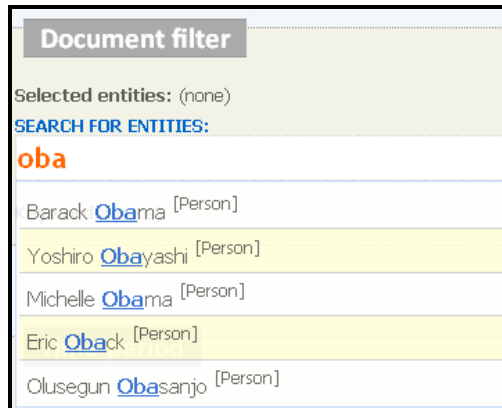 Document filter
Selected entities: (none)
SEARCH FOR ENTITIES:
oba
Barack Obama [Person]
Yoshiro Obayashi [Person]
Michelle Obama [Person]
Eric Oback [Person]
Olusegun Obasanjo [Person]